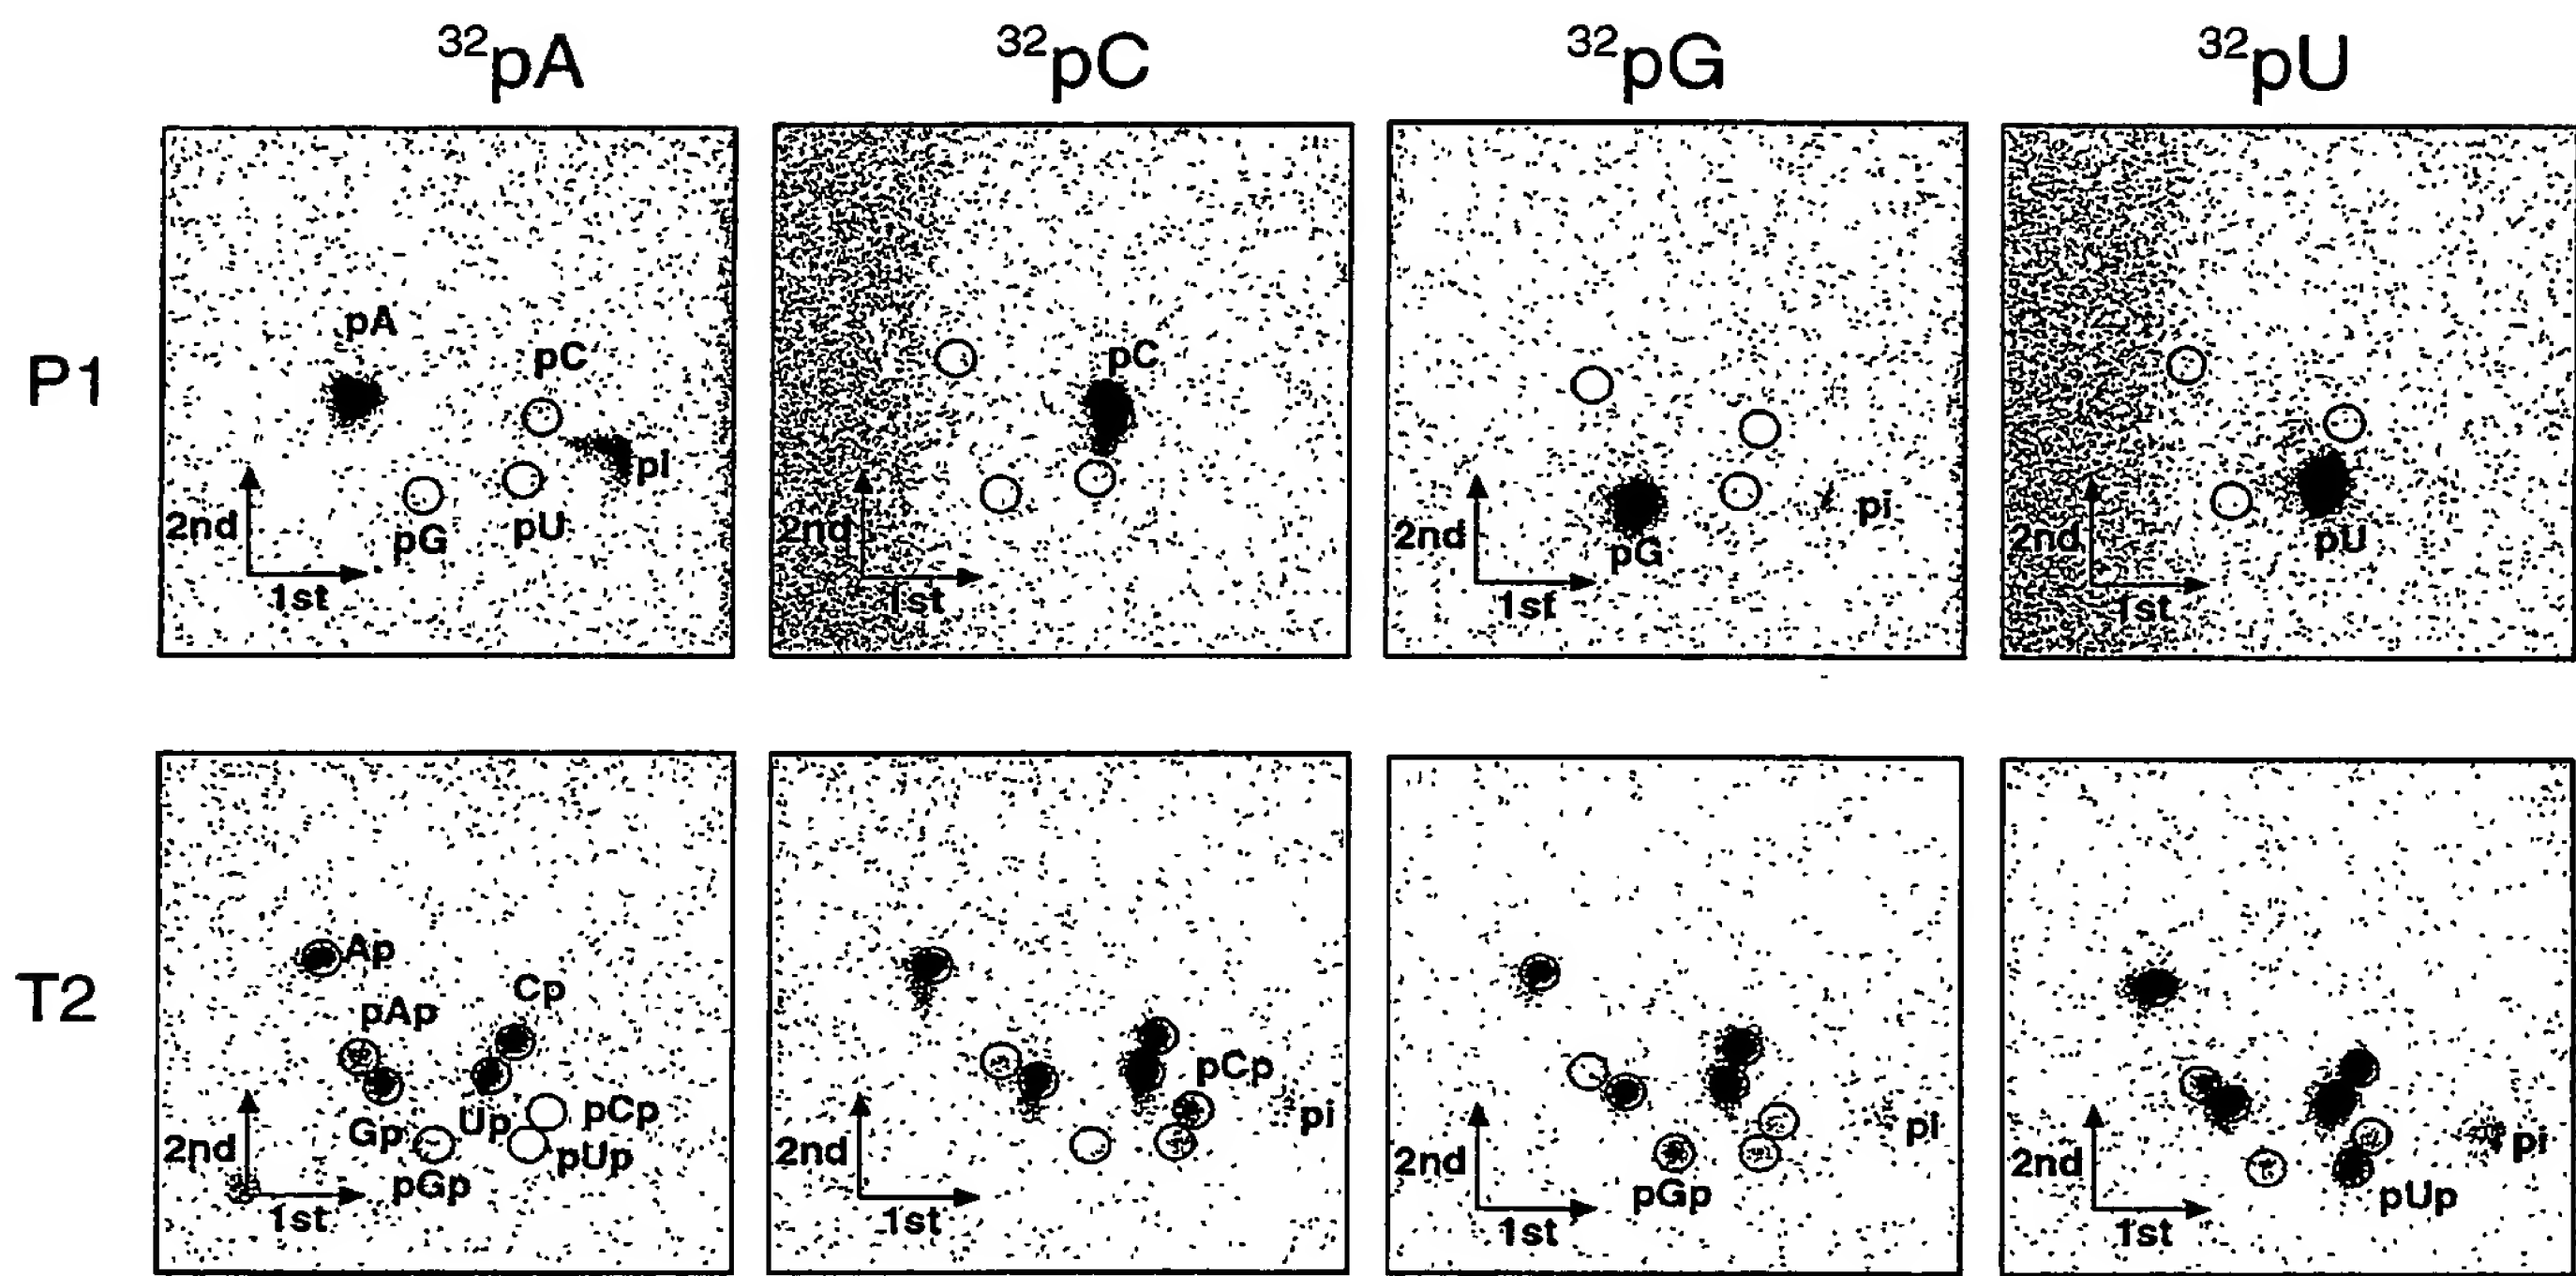 32pA 32pC 32pG 32pU
P1
pA
pC
pi
pG
pU
2nd
1st
pC
2nd
1st
pi
pG
2nd
1st
pU
2nd
1st
T2
Ap
pAp
Cp
Gp
Up
pCp
pUp
pGp
2nd
1st
pCp
pi
2nd
1st
pi
pGp
2nd
1st
pi
pUp
2nd
1st